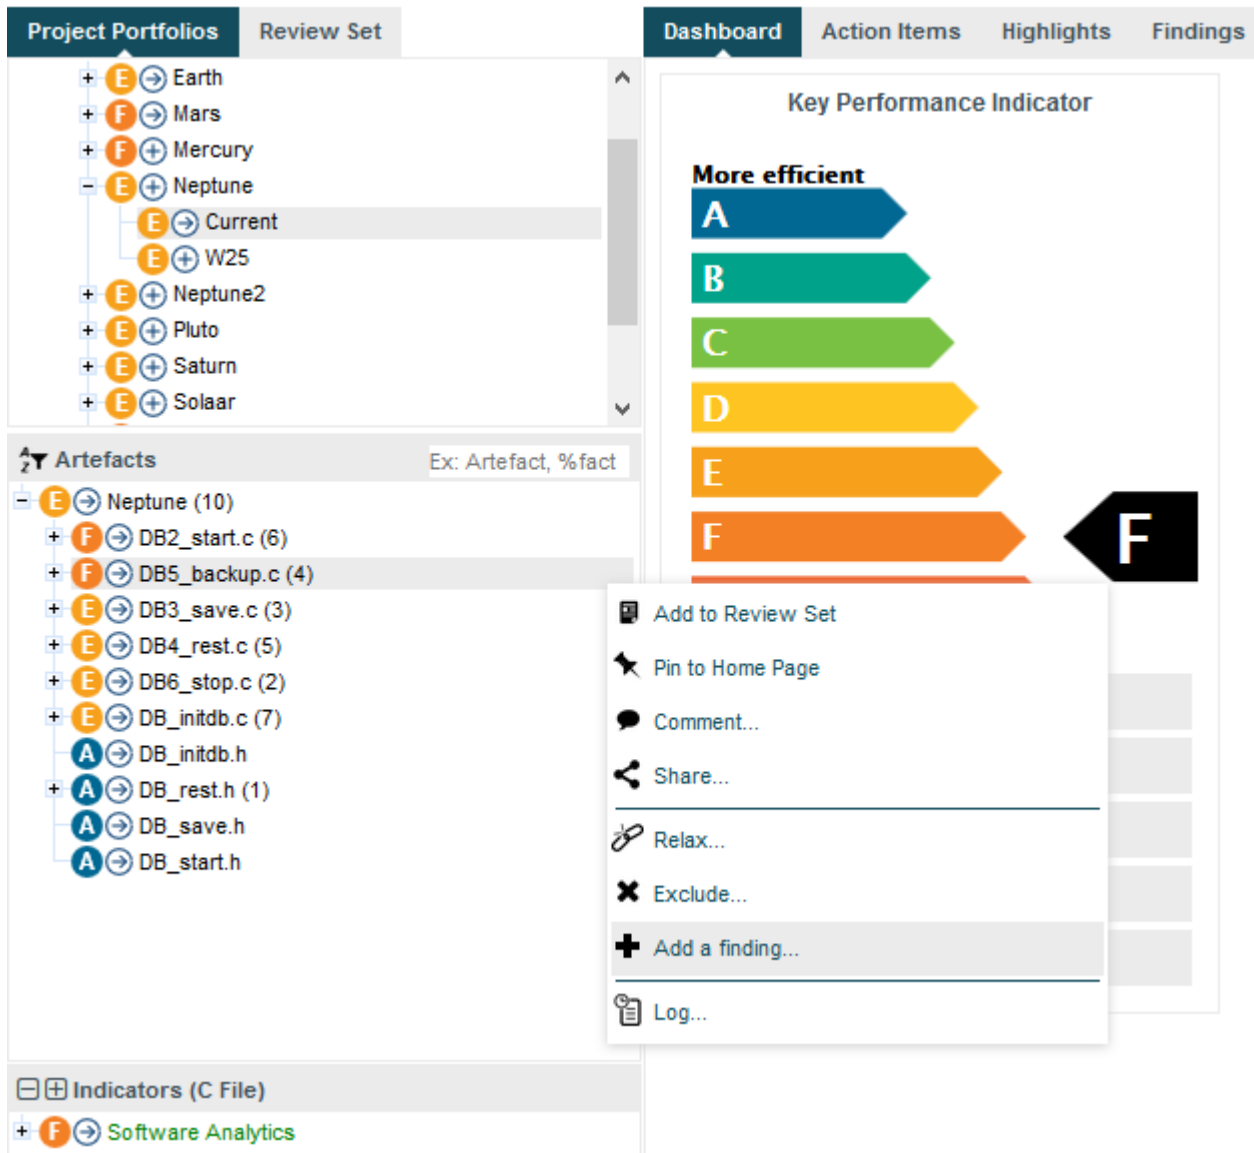 Project Portfolios
Review Set
E Earth
F Mars
F Mercury
E Neptune
E Current
E W25
E Neptune2
E Pluto
E Saturn
E Solaar
AZ Artefacts
Ex: Artefact, %fact
E Neptune (10)
F DB2_start.c (6)
F DB5_backup.c (4)
E DB3_save.c (3)
E DB4_rest.c (5)
E DB6_stop.c (2)
E DB_initdb.c (7)
A DB_initdb.h
A DB_rest.h (1)
A DB_save.h
A DB_start.h
Indicators (C File)
F Software Analytics
Dashboard
Action Items
Highlights
Findings
Key Performance Indicator
More efficient
A
B
C
D
E
F
F
Add to Review Set
Pin to Home Page
Comment...
Share...
Relax...
Exclude...
Add a finding...
Log...